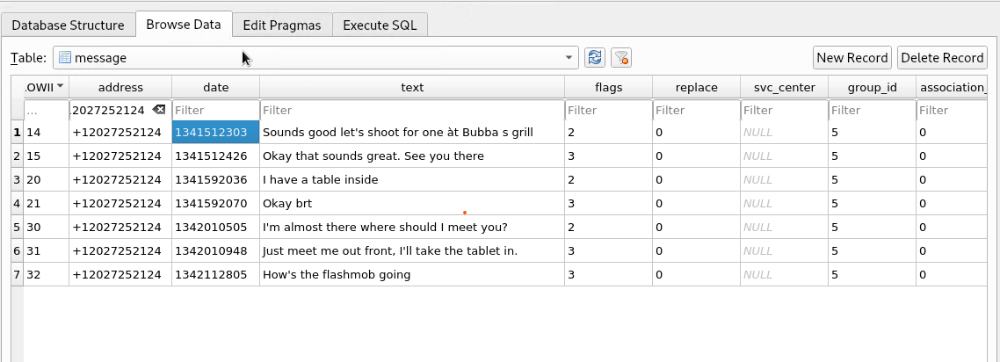 Database Structure Browse Data Edit Pragmas Execute SQL
Table: message New Record Delete Record
OWII address date text flags replace svc_center group_id association_
... 2027252124 Filter Filter Filter Filter Filter Filter Filter
1 14 +12027252124 1341512303 Sounds good let's shoot for one àt Bubba s grill 2 0 NULL 5 0
2 15 +12027252124 1341512426 Okay that sounds great. See you there 3 0 NULL 5 0
3 20 +12027252124 1341592036 I have a table inside 2 0 NULL 5 0
4 21 +12027252124 1341592070 Okay brt 3 0 NULL 5 0
5 30 +12027252124 1342010505 I'm almost there where should I meet you? 2 0 NULL 5 0
6 31 +12027252124 1342010948 Just meet me out front, I'll take the tablet in. 3 0 NULL 5 0
7 32 +12027252124 1342112805 How's the flashmob going 3 0 NULL 5 0